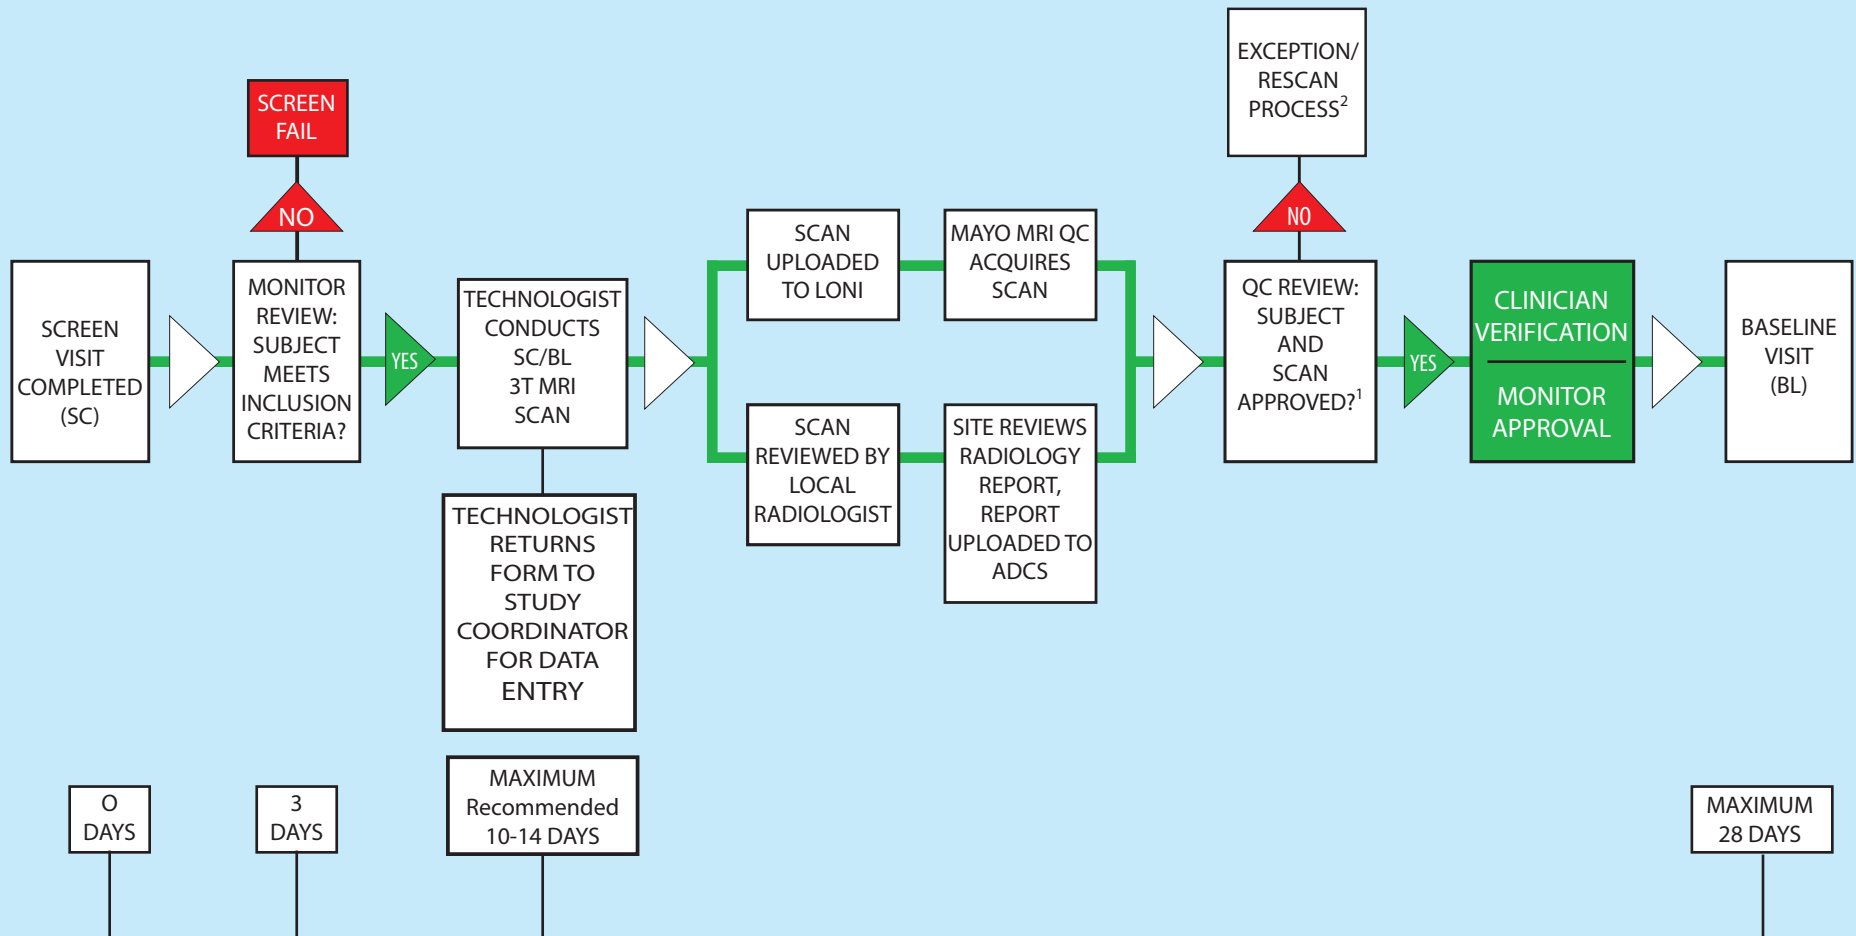 SCREEN
VISIT
COMPLETED
(SC)
SCREEN
FAIL
NO
MONITOR
REVIEW:
SUBJECT
MEETS
INCLUSION
CRITERIA?
YES
TECHNOLOGIST
CONDUCTS
SC/BL
3T MRI
SCAN
TECHNOLOGIST
RETURNS
FORM TO
STUDY
COORDINATOR
FOR DATA
ENTRY
SCAN
UPLOADED
TO LONI
MAYO MRI QC
ACQUIRES
SCAN
SCAN
REVIEWED BY
LOCAL
RADIOLOGIST
SITE REVIEWS
RADIOLOGY
REPORT,
REPORT
UPLOADED TO
ADCS
EXCEPTION/
RESCAN
PROCESS²
NO
QC REVIEW:
SUBJECT
AND
SCAN
APPROVED?¹
YES
CLINICIAN
VERIFICATION
MONITOR
APPROVAL
BASELINE
VISIT
(BL)
O
DAYS
3
DAYS
MAXIMUM
Recommended
10-14 DAYS
MAXIMUM
28 DAYS